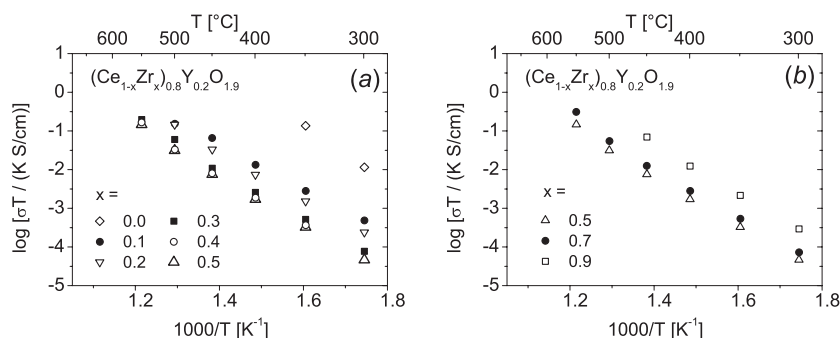 T [°C]
600 500 400 300
(Ce1-xZrx)0.8Y0.2O1.9 (a)
log [σT / (K S/cm)]
1
0
-1
-2
-3
-4
-5
x =
0.0 0.3
0.1 0.4
0.2 0.5
1.2 1.4 1.6 1.8
1000/T [K-1]
T [°C]
600 500 400 300
(Ce1-xZrx)0.8Y0.2O1.9 (b)
log [σT / (K S/cm)]
1
0
-1
-2
-3
-4
-5
x =
0.5
0.7
0.9
1.2 1.4 1.6 1.8
1000/T [K-1]